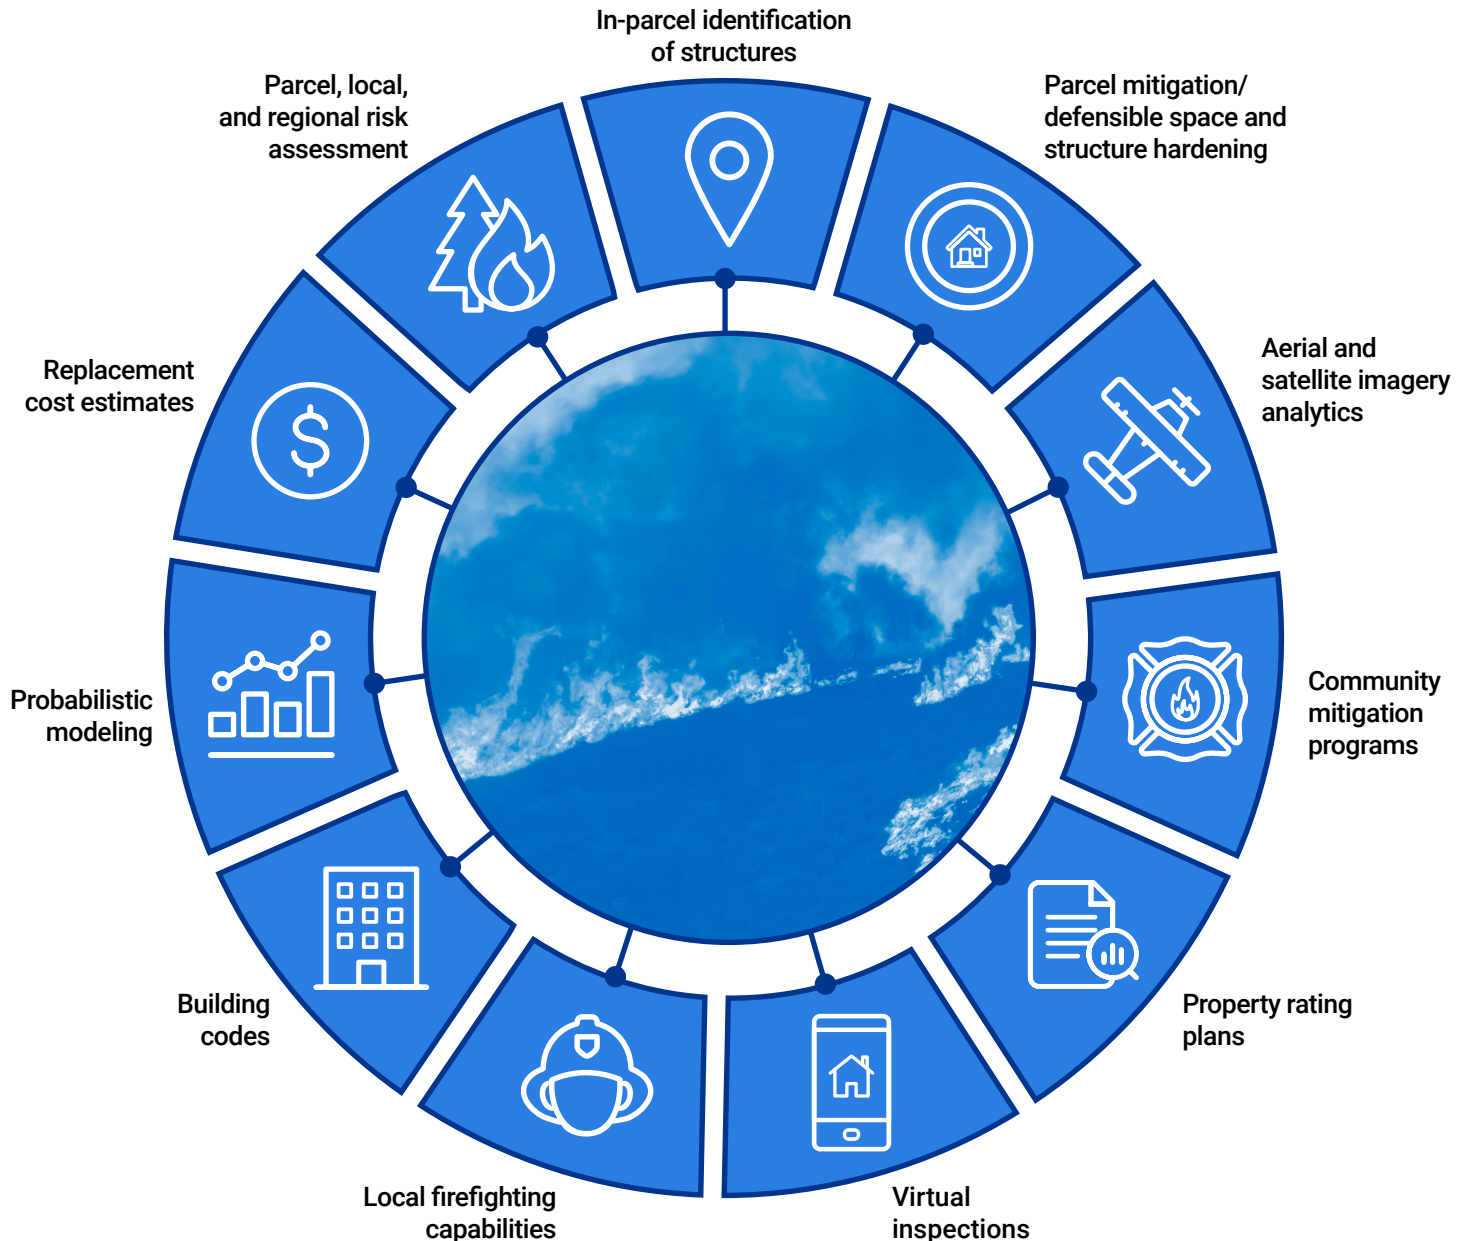 In-parcel identification
of structures
Parcel mitigation/
defensible space and
structure hardening
Aerial and
satellite imagery
analytics
Community
mitigation
programs
Property rating
plans
Virtual
inspections
Local firefighting
capabilities
Building
codes
Probabilistic
modeling
Replacement
cost estimates
Parcel, local,
and regional risk
assessment
$